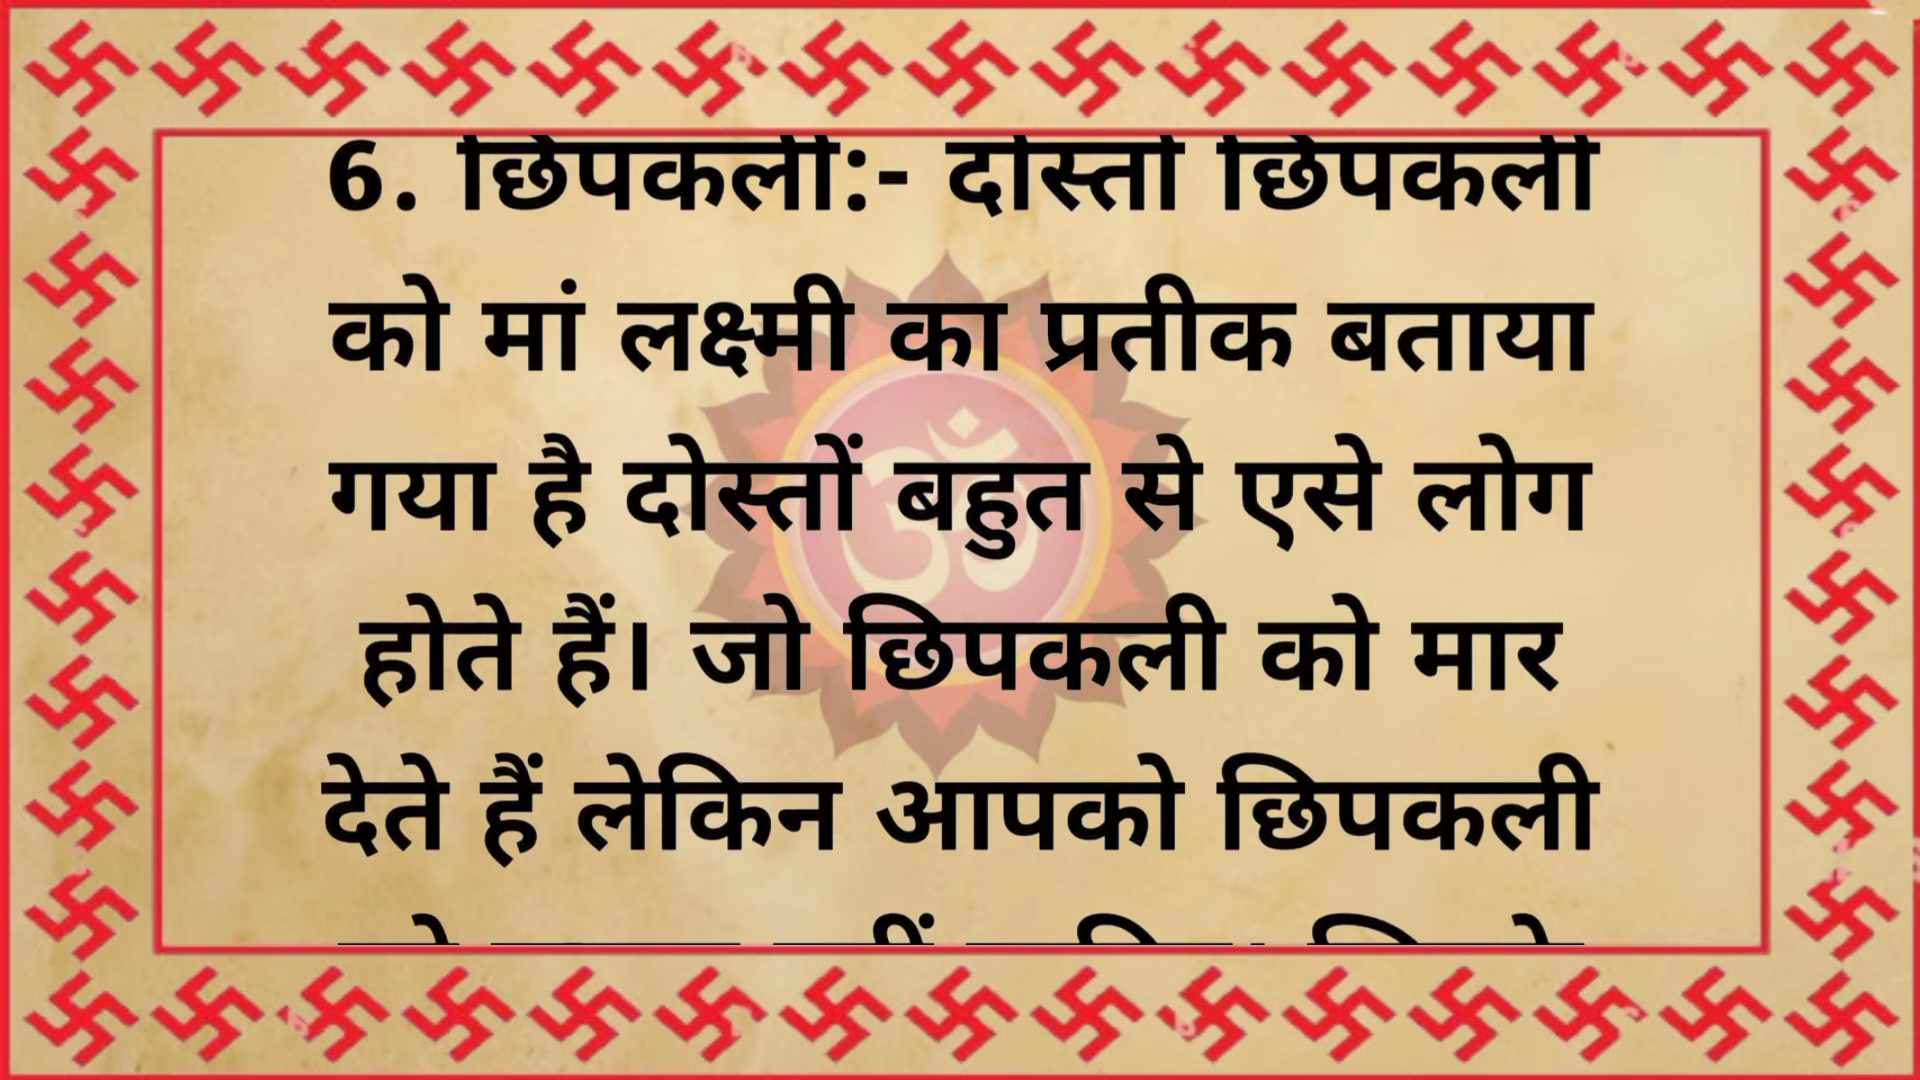 6. छिपकली:- दोस्तो छिपकली
को मां लक्ष्मी का प्रतीक बताया
गया है दोस्तों बहुत से एसे लोग
होते हैं। जो छिपकली को मार
देते हैं लेकिन आपको छिपकली
ॐ